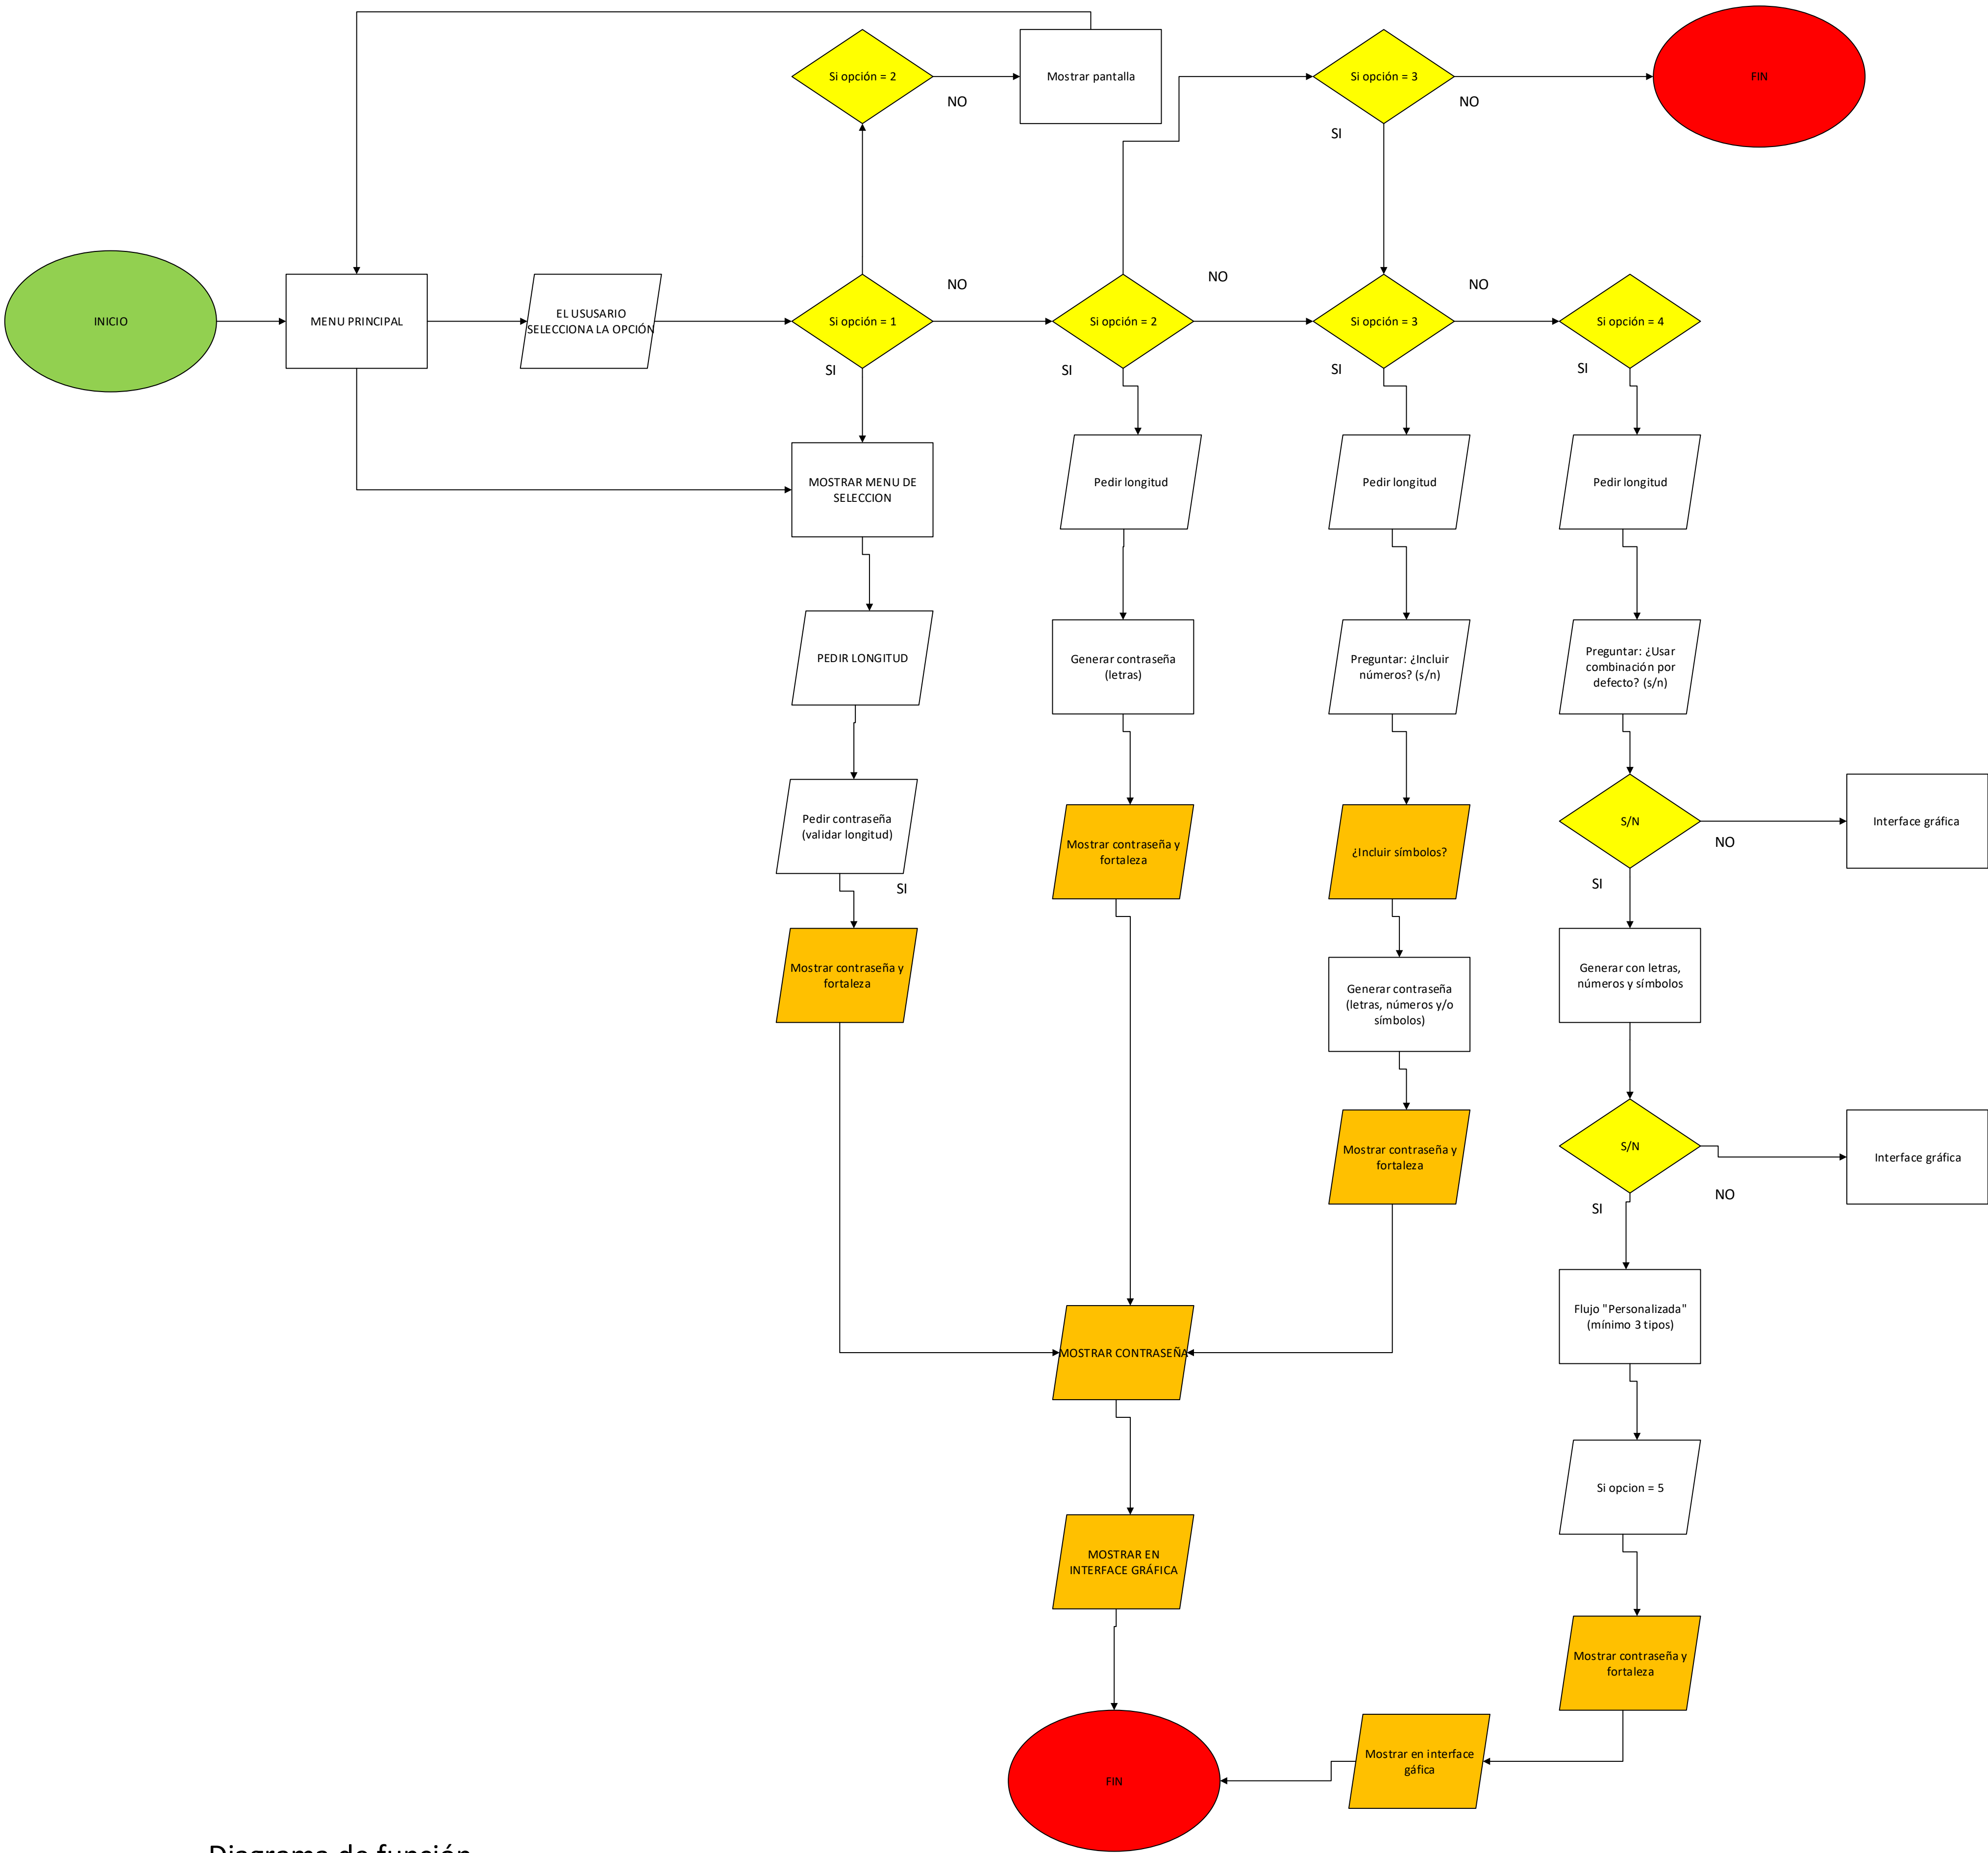 Si opción = 2
Mostrar pantalla
Si opción = 3
FIN
NO
NO
SI
INICIO
MENU PRINCIPAL
EL USUSARIO
SELECCIONA LA OPCIÓN
Si opción = 1
NO
Si opción = 2
NO
Si opción = 3
NO
Si opción = 4
SI
SI
SI
SI
MOSTRAR MENU DE
SELECCION
Pedir longitud
Pedir longitud
Pedir longitud
PEDIR LONGITUD
Generar contraseña
(letras)
Preguntar: ¿Incluir
números? (s/n)
Preguntar: ¿Usar
combinación por
defecto? (s/n)
Pedir contraseña
(validar longitud)
SI
Mostrar contraseña y
fortaleza
¿Incluir símbolos?
S/N
NO
Interface gráfica
SI
Mostrar contraseña y
fortaleza
Generar contraseña
(letras, números y/o
símbolos)
Generar con letras,
números y símbolos
Mostrar contraseña y
fortaleza
S/N
NO
Interface gráfica
SI
MOSTRAR CONTRASEÑA
Flujo "Personalizada"
(mínimo 3 tipos)
Si opcion = 5
MOSTRAR EN
INTERFACE GRÁFICA
Mostrar contraseña y
fortaleza
Mostrar en interface
gáfica
FIN
Diagrama de función